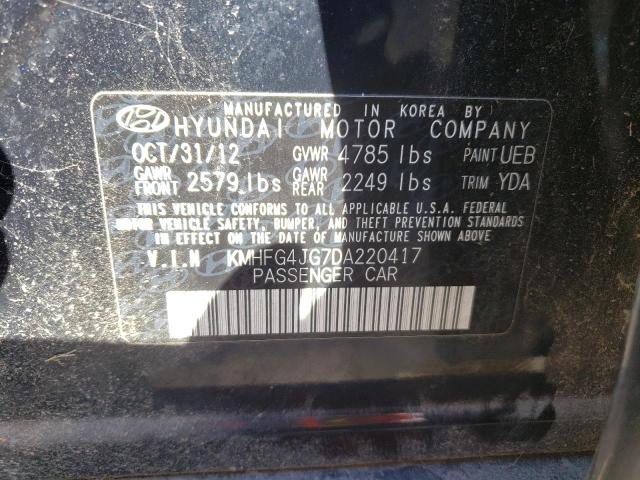 MANUFACTURED IN KOREA BY
HYUNDAI MOTOR COMPANY
OCT/31/12 GVWR 4785 lbs PAINT UEB
GAWR FRONT 2579 lbs GAWR REAR 2249 lbs TRIM YDA
THIS VEHICLE CONFORMS TO ALL APPLICABLE U.S.A. FEDERAL
MOTOR VEHICLE SAFETY, BUMPER, AND THEFT PREVENTION STANDARDS
IN EFFECT ON THE DATE OF MANUFACTURE SHOWN ABOVE.
V.I.N KMHFG4JG7DA220417
PASSENGER CAR